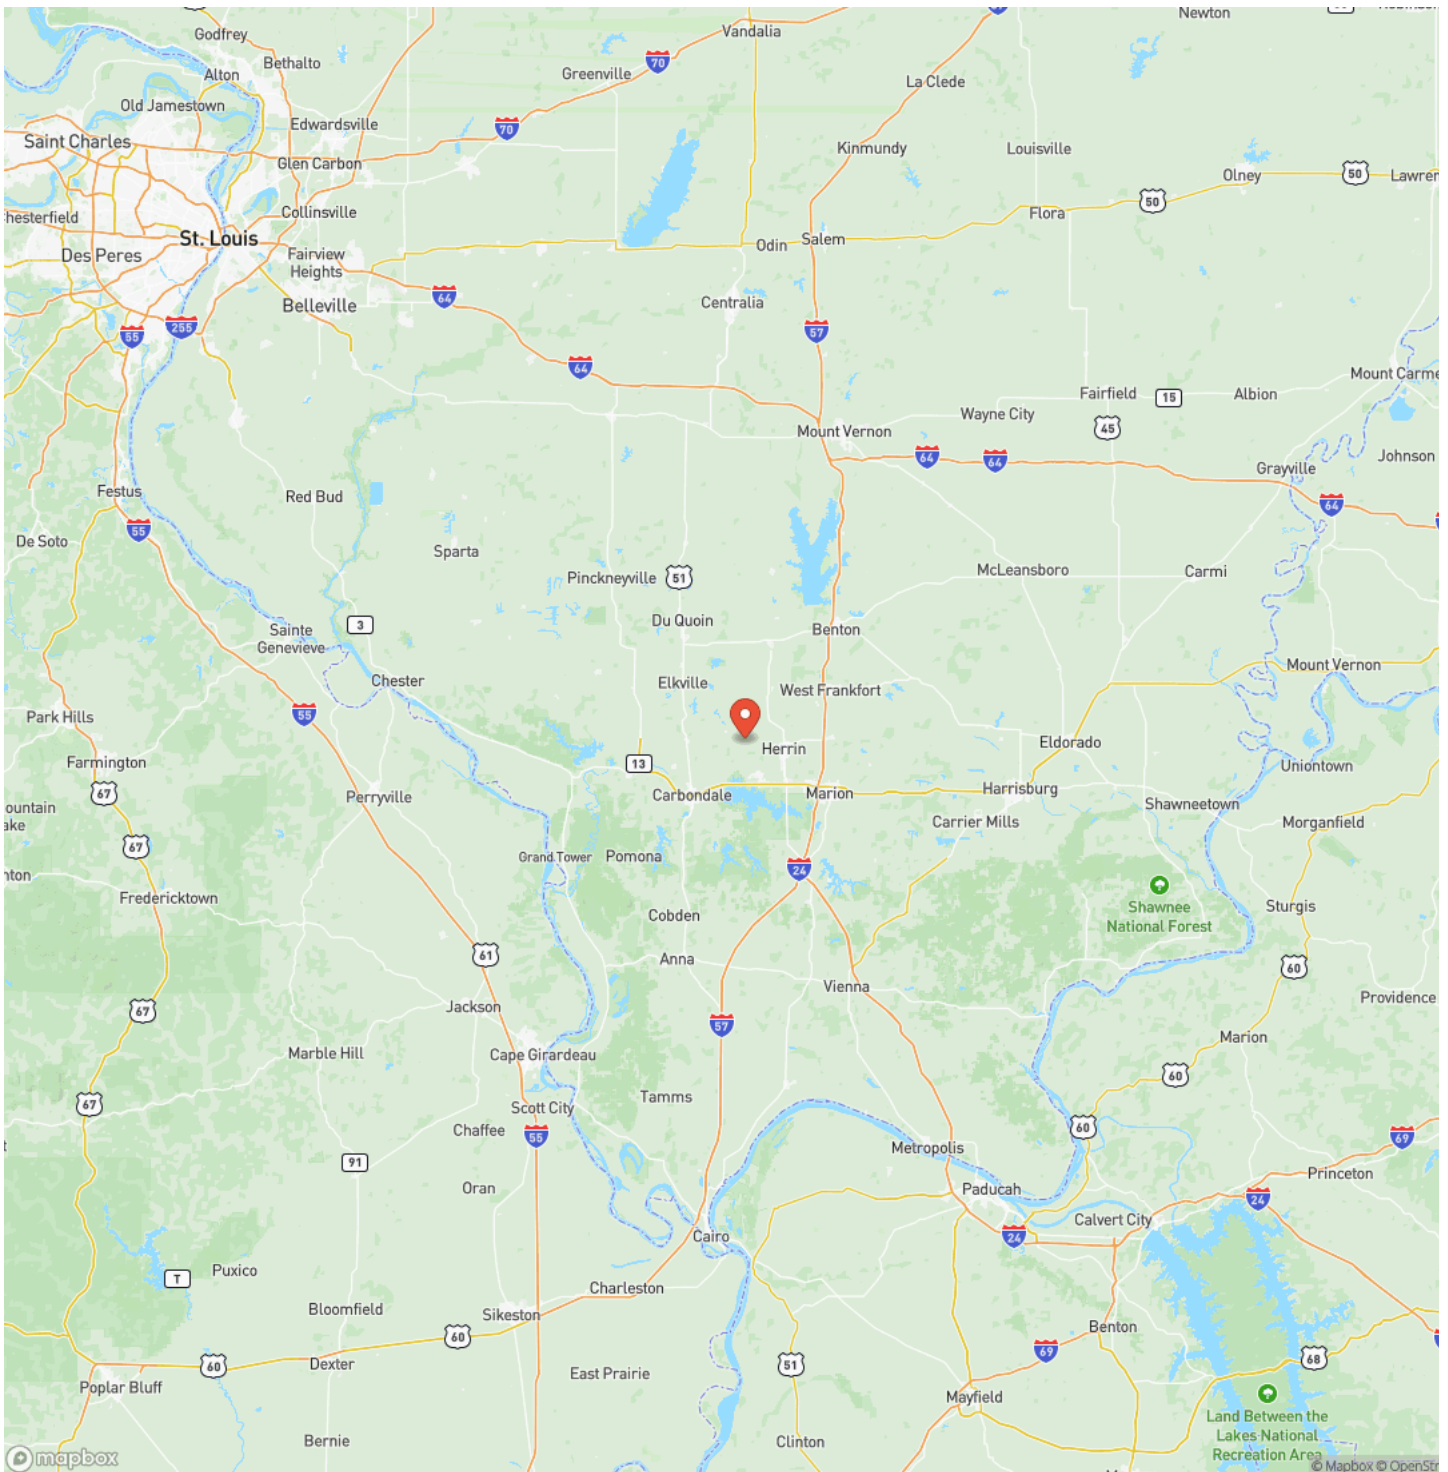 Newton
Godfrey
Vandalia
Bethalto
70
Greenville
Alton
La Clede
Old Jamestown
Edwardsville
70
Saint Charles
Kinmundy
Louisville
Glen Carbon
Olney
50
Lawren
50
Collinsville
Flora
hesterfield
St. Louis
Salem
Odin
Des Peres
Fairview
Heights
64
Centralia
Belleville
255
57
55
64
Mount Carme
Fairfield
15
Albion
Wayne City
45
Mount Vernon
64
64
Johnson
Grayville
Festus
Red Bud
64
55
De Soto
Sparta
McLeansboro
Carmi
Pinckneyville
51
Du Quoin
3
Benton
Sainte
Genevieve
Mount Vernon
Chester
Elkville
West Frankfort
Park Hills
55
Eldorado
Herrin
Farmington
13
Uniontown
67
Perryville
Carbondale
Marion
Harrisburg
Shawneetown
ountain
ake
Carrier Mills
Morganfield
67
Grand Tower
Pomona
24
nton
Fredericktown
Shawnee
National Forest
Sturgis
Cobden
61
Anna
60
Vienna
Providence
Jackson
67
57
Marion
Marble Hill
Cape Girardeau
60
Tamms
67
Scott City
Chaffee
60
55
69
Metropolis
91
Princeton
Oran
Paducah
24
Calvert City
Cairo
24
Puxico
T
Charleston
Bloomfield
Sikeston
Benton
60
69
Dexter
60
51
68
East Prairie
Poplar Bluff
Mayfield
Land Between the
Lakes National
Recreation Area
Bernie
Clinton
mapbox
© Mapbox © OpenStr